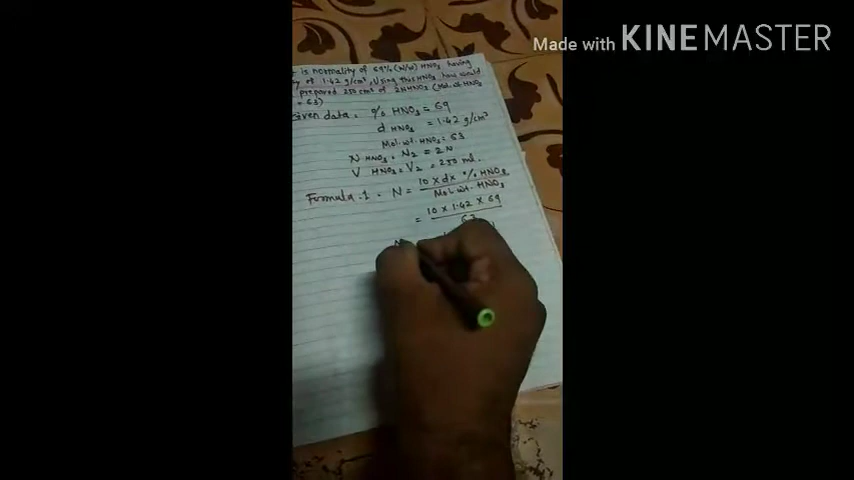 Made with KINEMASTER
is normality of 69% (w/w) HNO3 having
of 1.42 g/cm3. Using this HNO3 how would
prepared 250 cm3 of 2N HNO3 (Mol. wt HNO3
= 63)
given data. % HNO3 = 69
d HNO3 = 1.42 g/cm3
Mol. wt. HNO3 = 63
N HNO3 = N2 = 2N
V HNO3 = V2 = 250 ml.
Formula .1. N = 10 x d x % HNO3
Mol. wt. HNO3
= 10 x 1.42 x 69
63